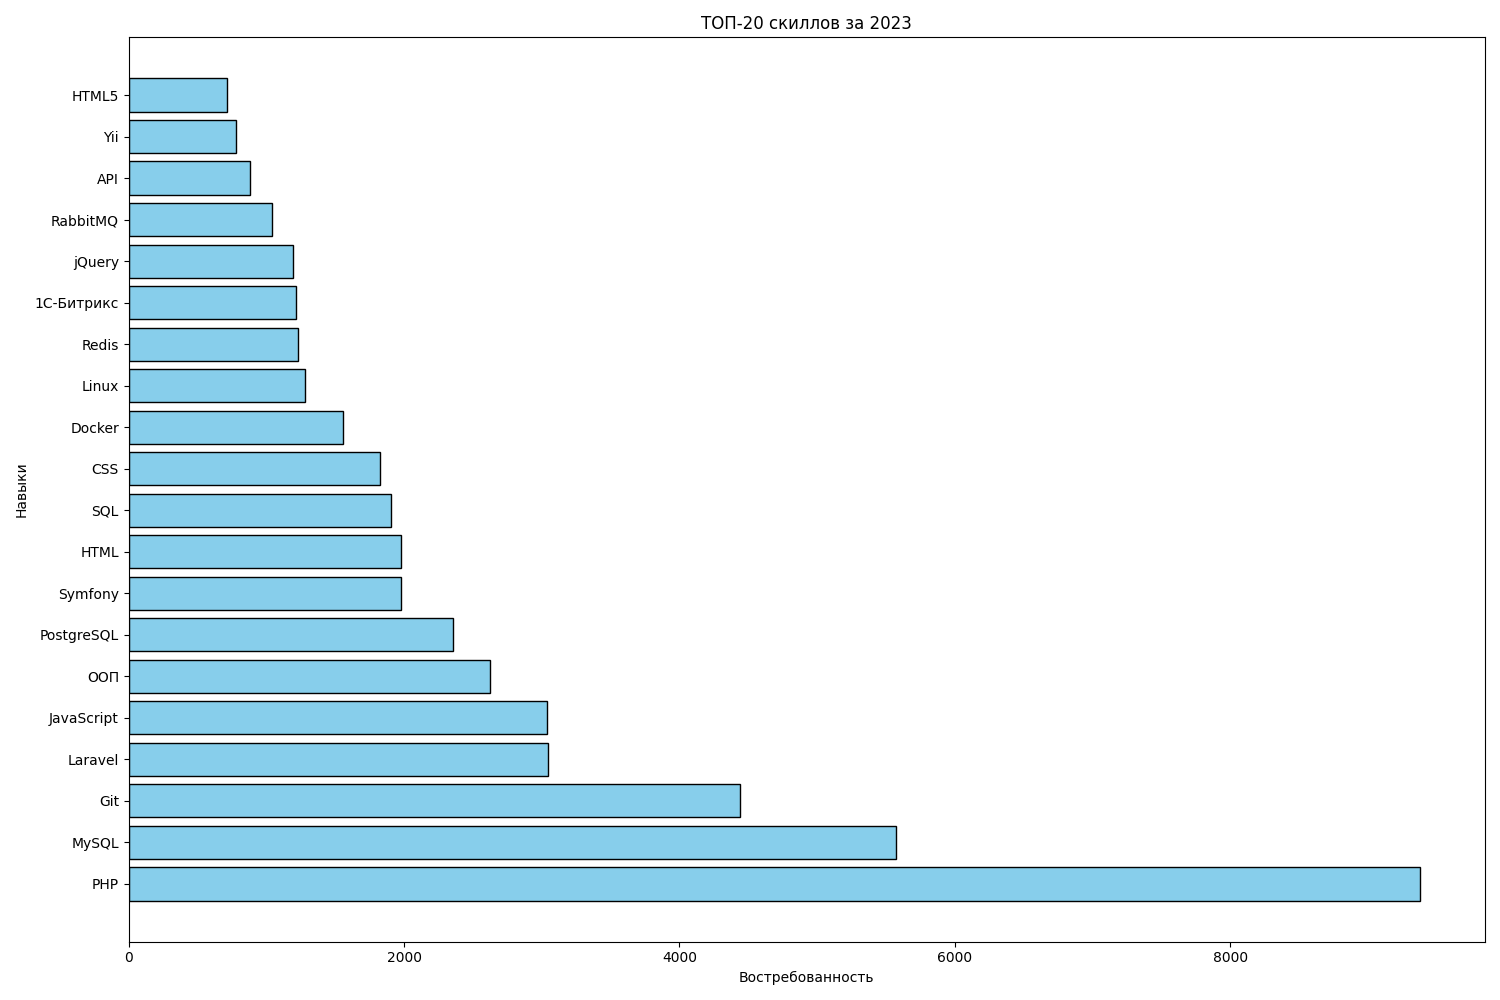 ТОП-20 скиллов за 2023
HTML5
Yii
API
RabbitMQ
jQuery
1С-Битрикс
Redis
Linux
Docker
CSS
SQL
HTML
Symfony
PostgreSQL
ООП
JavaScript
Laravel
Git
MySQL
PHP
Навыки
0 2000 4000 6000 8000
Востребованность